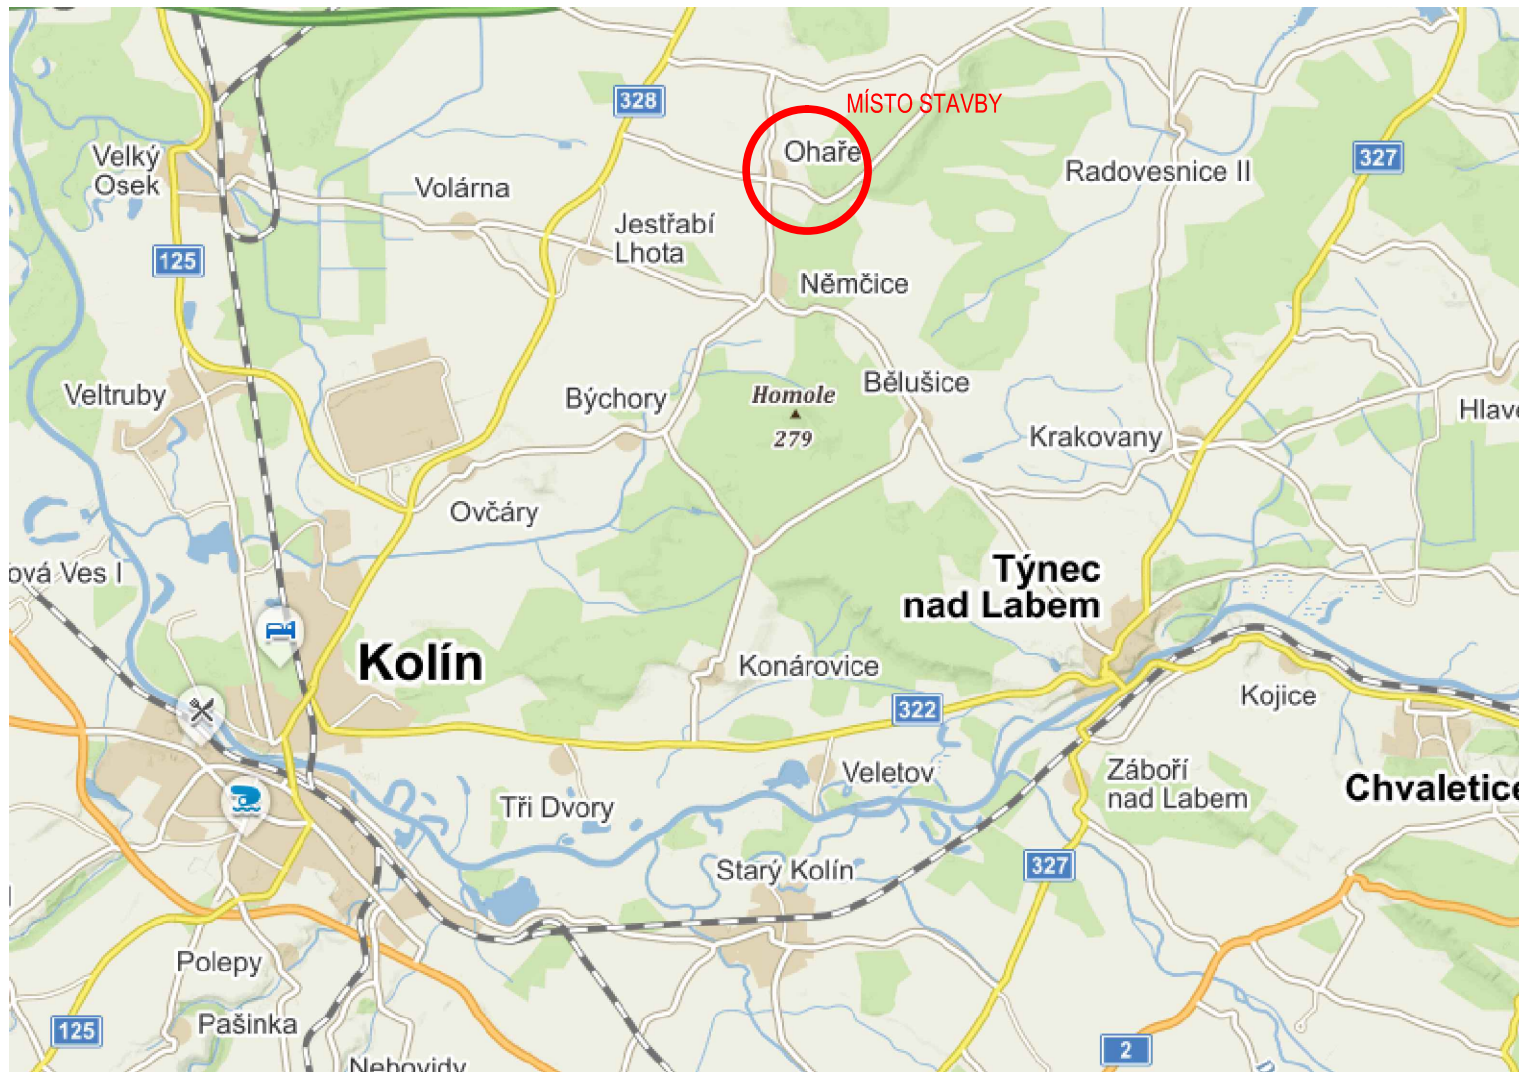 MÍSTO STAVBY
328
Ohaře
327
Velký
Osek
Volárna
Radovesnice II
Jestřabí
Lhota
125
Němčice
Veltruby
Býchory
Homole
279
Bělušice
Krakovany
Ovčáry
ová Ves I
Týnec
nad Labem
Kolín
Konárovice
322
Kojice
Veletov
Záboří
nad Labem
Chvaletice
Tři Dvory
Starý Kolín
327
Polepy
Pašinka
125
2